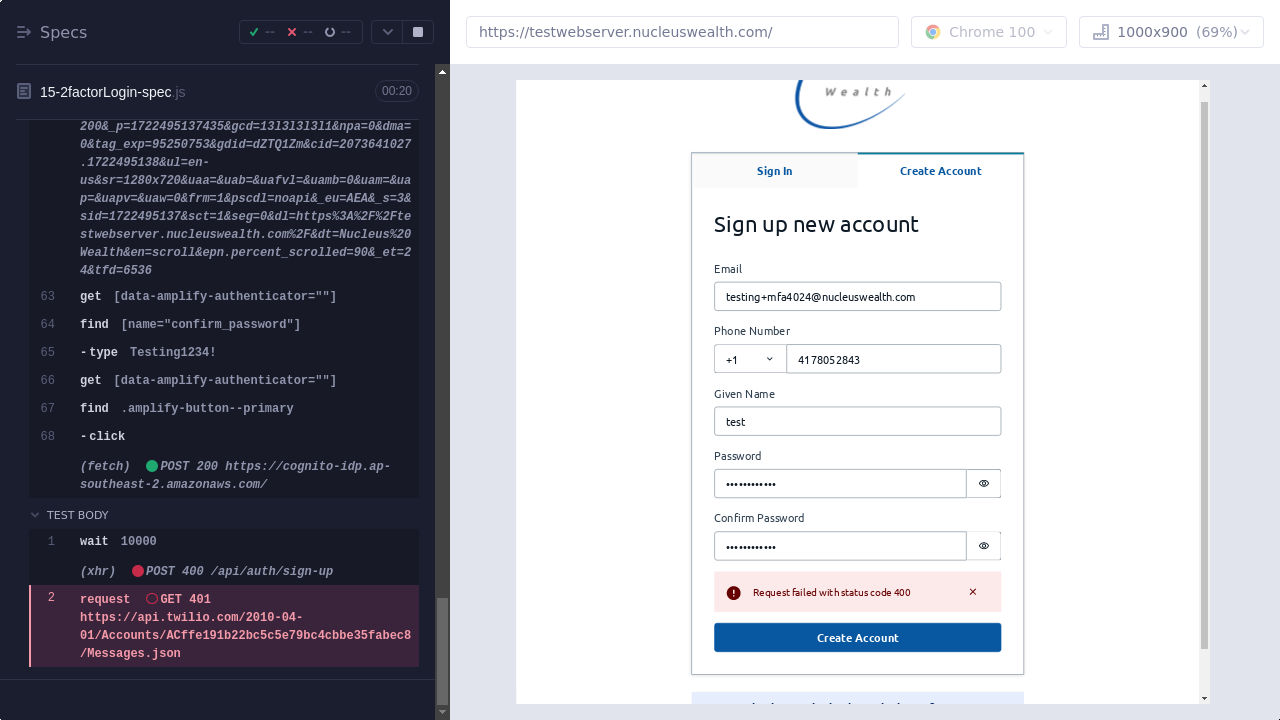 Specs
--
--
--
https://testwebserver.nucleuswealth.com/
Chrome 100
1000x900 (69%)
15-2factorLogin-spec.js
00:20
200&_p=1722495137435&gcd=13l3l3l3l1&npa=0&dma=
0&tag_exp=95250753&gdid=dZTQ1Zm&cid=2073641027
.1722495138&ul=en-
us&sr=1280x720&uaa=&uab=&uafvl=&uamb=0&uam=&ua
p=&uapv=&uaw=0&frm=1&pscdl=noapi&_eu=AEA&_s=3&
sid=1722495137&sct=1&seg=0&dl=https%3A%2F%2Fte
stwebserver.nucleuswealth.com%2F&dt=Nucleus%20
Wealth&en=scroll&epn.percent_scrolled=90&_et=2
4&tfd=6536
63 get [data-amplify-authenticator=""]
64 find [name="confirm_password"]
65 -type Testing1234!
66 get [data-amplify-authenticator=""]
67 find .amplify-button--primary
68 -click
(fetch) POST 200 https://cognito-idp.ap-
southeast-2.amazonaws.com/
TEST BODY
1 wait 10000
(xhr) POST 400 /api/auth/sign-up
2 request GET 401
https://api.twilio.com/2010-04-
01/Accounts/ACffe191b22bc5c5e79bc4cbbe35fabec8
/Messages.json
Wealth
Sign In
Create Account
Sign up new account
Email
testing+mfa4024@nucleuswealth.com
Phone Number
+1
4178052843
Given Name
test
Password
••••••••••••
Confirm Password
••••••••••••
Request failed with status code 400
Create Account